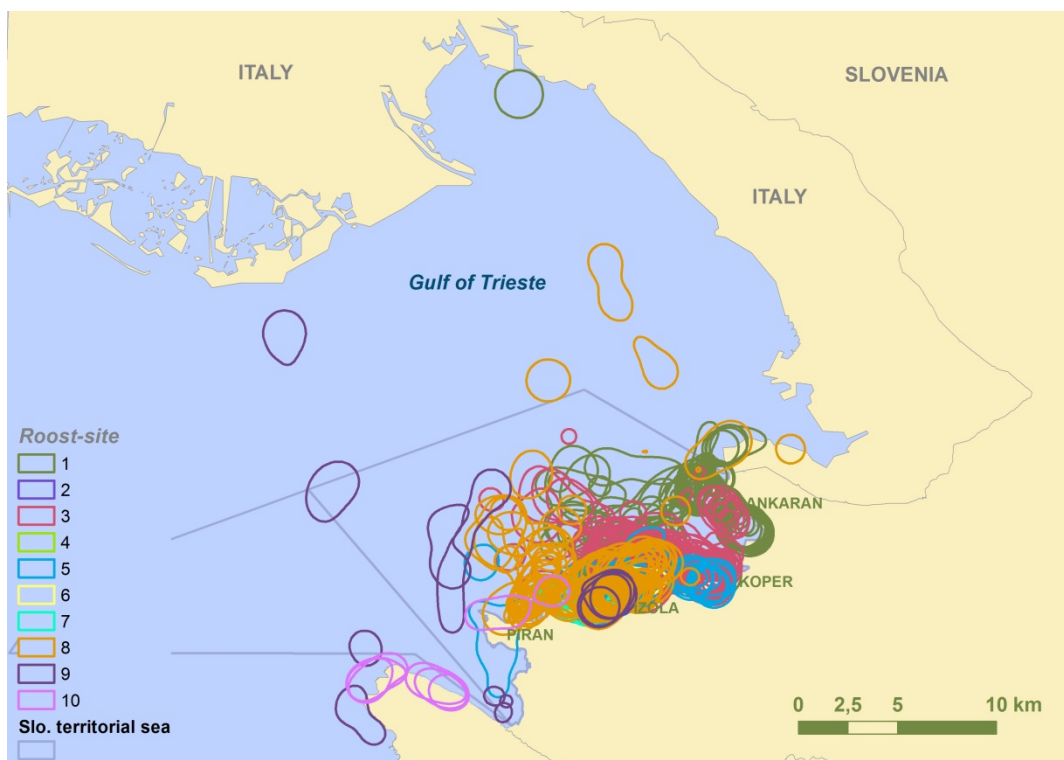 ITALY
SLOVENIA
ITALY
Gulf of Trieste
ANKARAN
KOPER
IZOLA
PIRAN
Roost-site
1
2
3
4
5
6
7
8
9
10
Slo. territorial sea
0 2,5 5 10 km